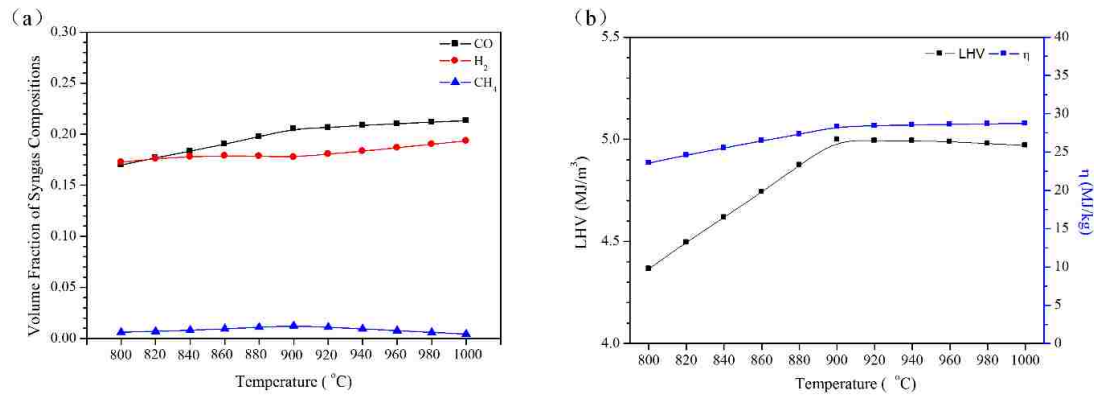 (a)
0.30
0.25
0.20
0.15
0.10
0.05
0.00
Volume Fraction of Syngas Compositions
CO
H2
CH4
800 820 840 860 880 900 920 940 960 980 1000
Temperature ( °C)
(b)
5.5
5.0
4.5
4.0
LHV (MJ/m3)
LHV η
40
35
30
25
20
15
10
5
0
η (MJ/kg)
800 820 840 860 880 900 920 940 960 980 1000
Temperature ( °C)